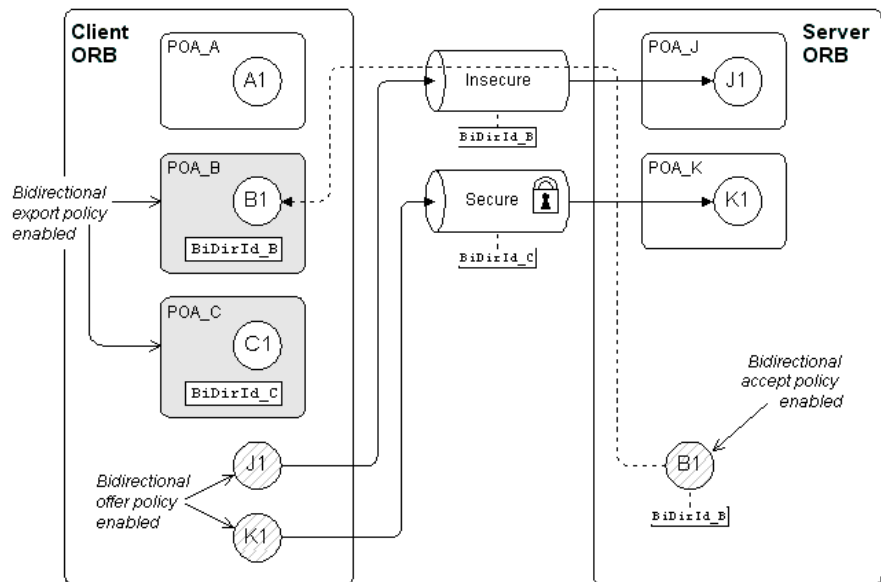 Client
ORB
POA_A
A1
POA_B
B1
BiDirId_B
Bidirectional
export policy
enabled
POA_C
C1
BiDirId_C
J1
Bidirectional
offer policy
enabled
K1
Insecure
BiDirId_B
Secure
BiDirId_C
Server
ORB
POA_J
J1
POA_K
K1
Bidirectional
accept policy
enabled
B1
BiDirId_B